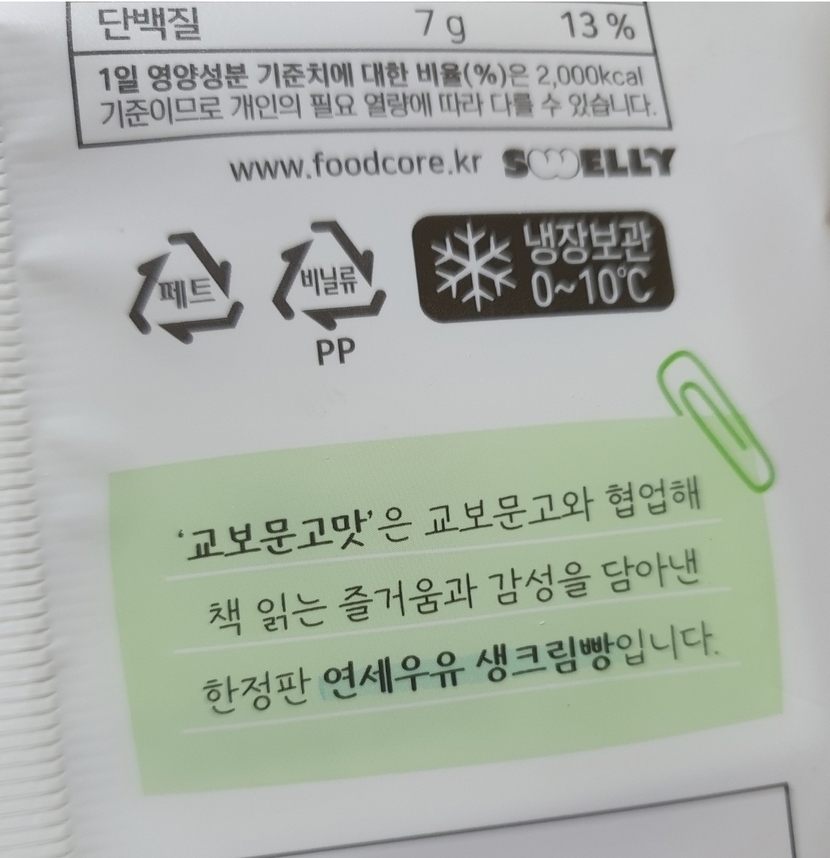 단백질 7 g 13 %
1일 영양성분 기준치에 대한 비율(%)은 2,000kcal
기준이므로 개인의 필요 열량에 따라 다를 수 있습니다.
www.foodcore.kr SMELLY
페트
비닐류
PP
냉장보관
0~10℃
'교보문고맛'은 교보문고와 협업해
책 읽는 즐거움과 감성을 담아낸
한정판 연세우유 생크림빵입니다.